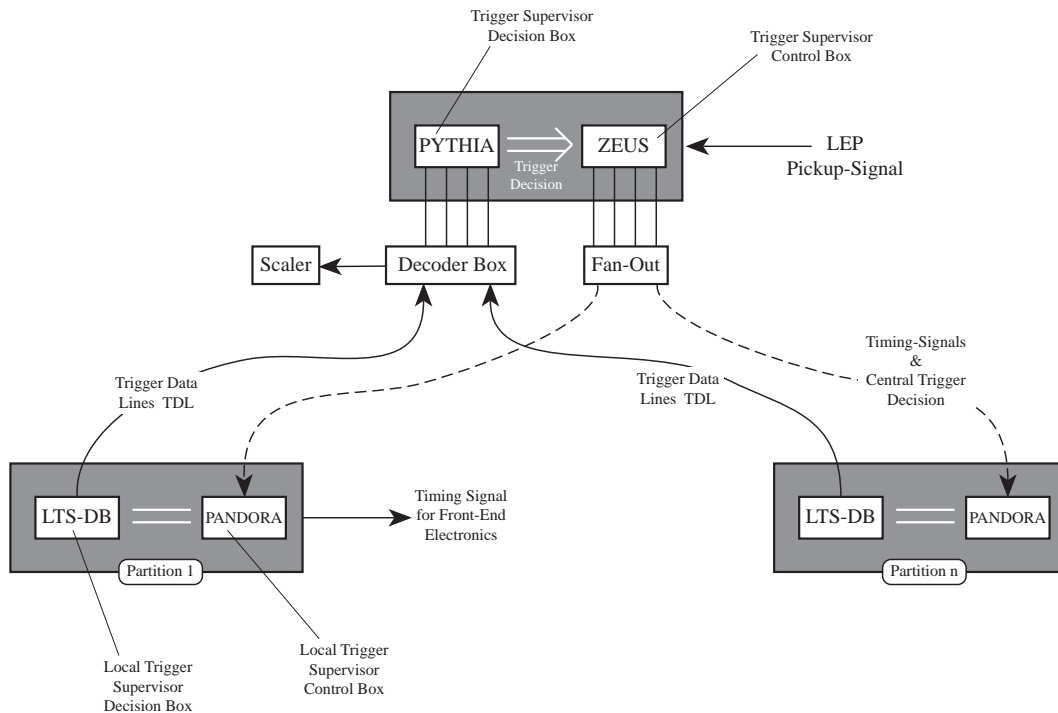 Trigger Supervisor
Decision Box
Trigger Supervisor
Control Box
PYTHIA
ZEUS
Trigger
Decision
LEP
Pickup-Signal
Scaler
Decoder Box
Fan-Out
Trigger Data
Lines TDL
Trigger Data
Lines TDL
Timing-Signals
&
Central Trigger
Decision
LTS-DB
PANDORA
Partition 1
Timing Signal
for Front-End
Electronics
LTS-DB
PANDORA
Partition n
Local Trigger
Supervisor
Decision Box
Local Trigger
Supervisor
Control Box